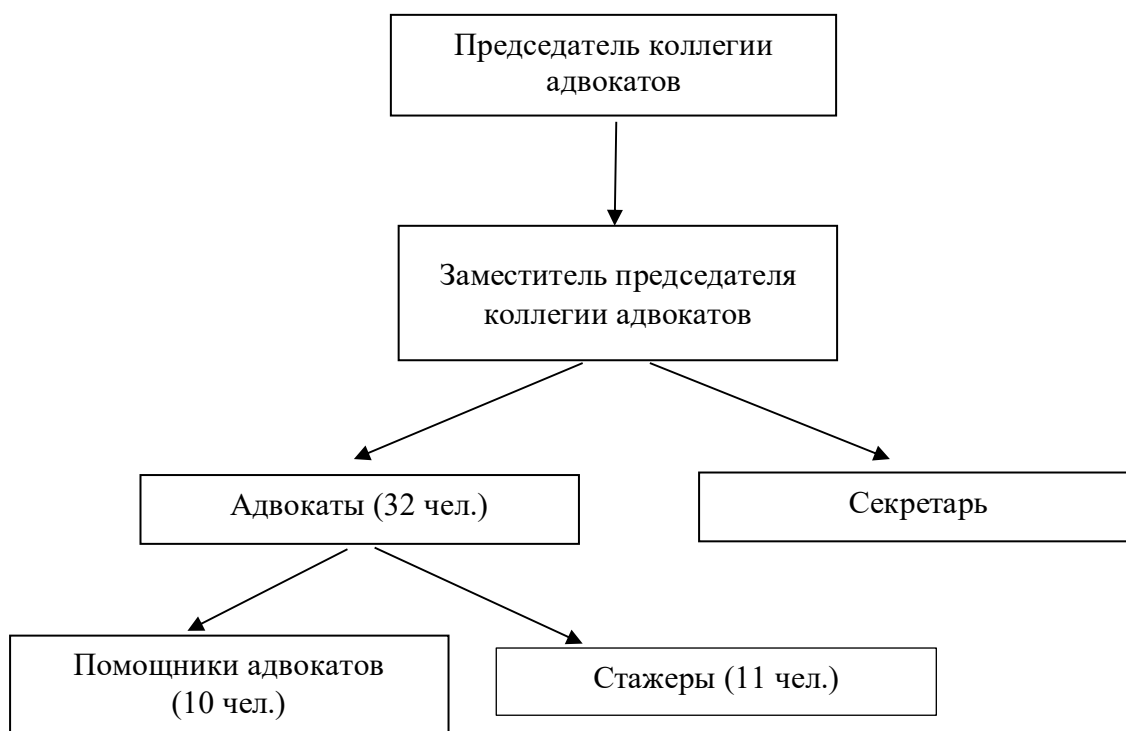 Председатель коллегии
адвокатов
Заместитель председателя
коллегии адвокатов
Адвокаты (32 чел.)
Секретарь
Помощники адвокатов
(10 чел.)
Стажеры (11 чел.)